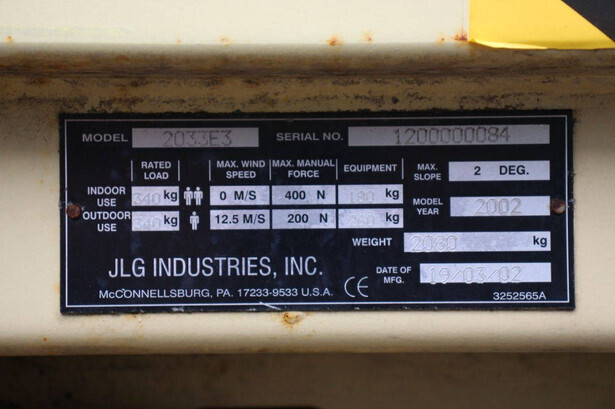 MODEL 2033E3 SERIAL NO. 1200000084
RATED LOAD MAX. WIND SPEED MAX. MANUAL FORCE EQUIPMENT MAX. SLOPE 2 DEG.
INDOOR USE 340 kg 0 M/S 400 N kg MODEL YEAR 2002
OUTDOOR USE kg 12.5 M/S 200 N kg
WEIGHT 2060 kg
JLG INDUSTRIES, INC. DATE OF MFG. 19/03/02
McCONNELLSBURG, PA. 17233-9533 U.S.A. CE 3252565A